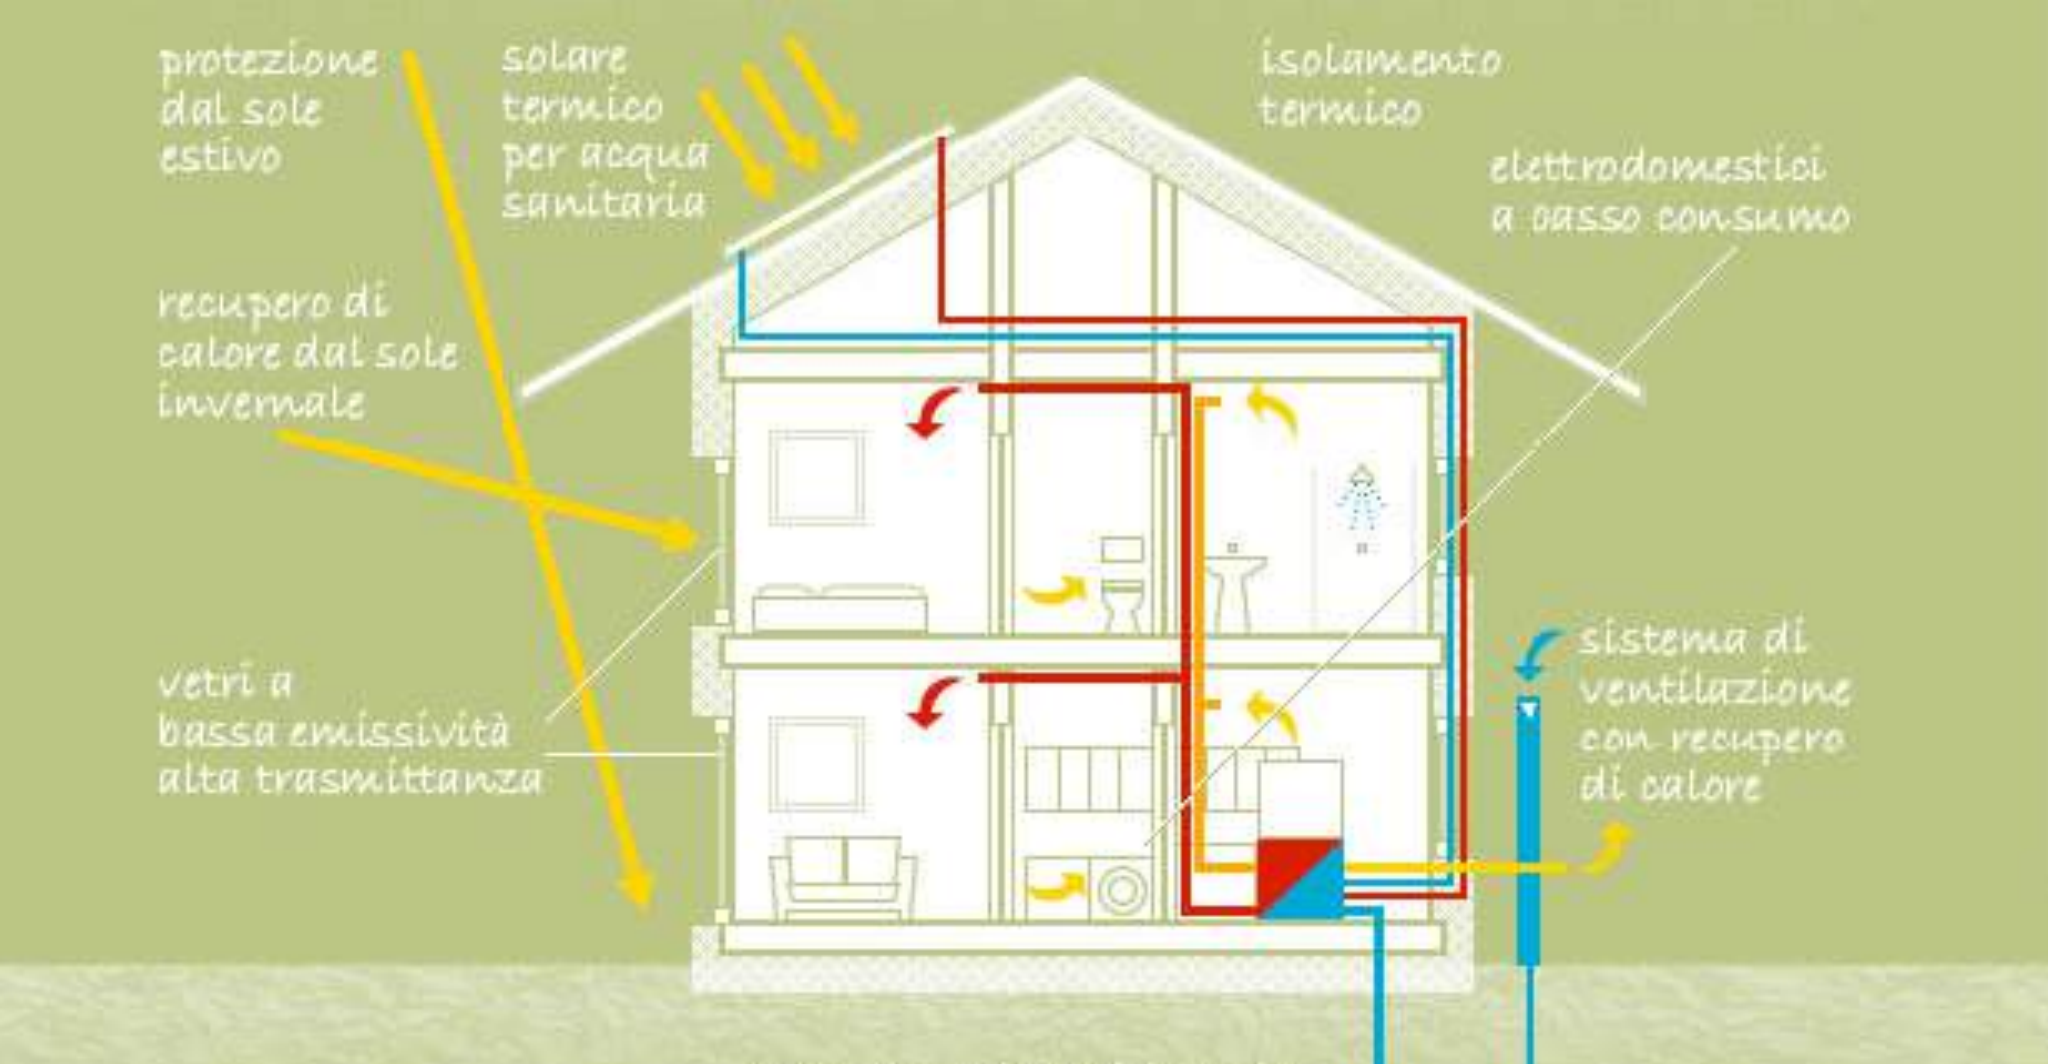 protezione
dal sole
estivo
solare
termico
per acqua
sanitaria
isolamento
termico
elettrodomestici
a basso consumo
recupero di
calore dal sole
invernale
vetri a
bassa emissività
alta trasmittanza
sistema di
ventilazione
con recupero
di calore